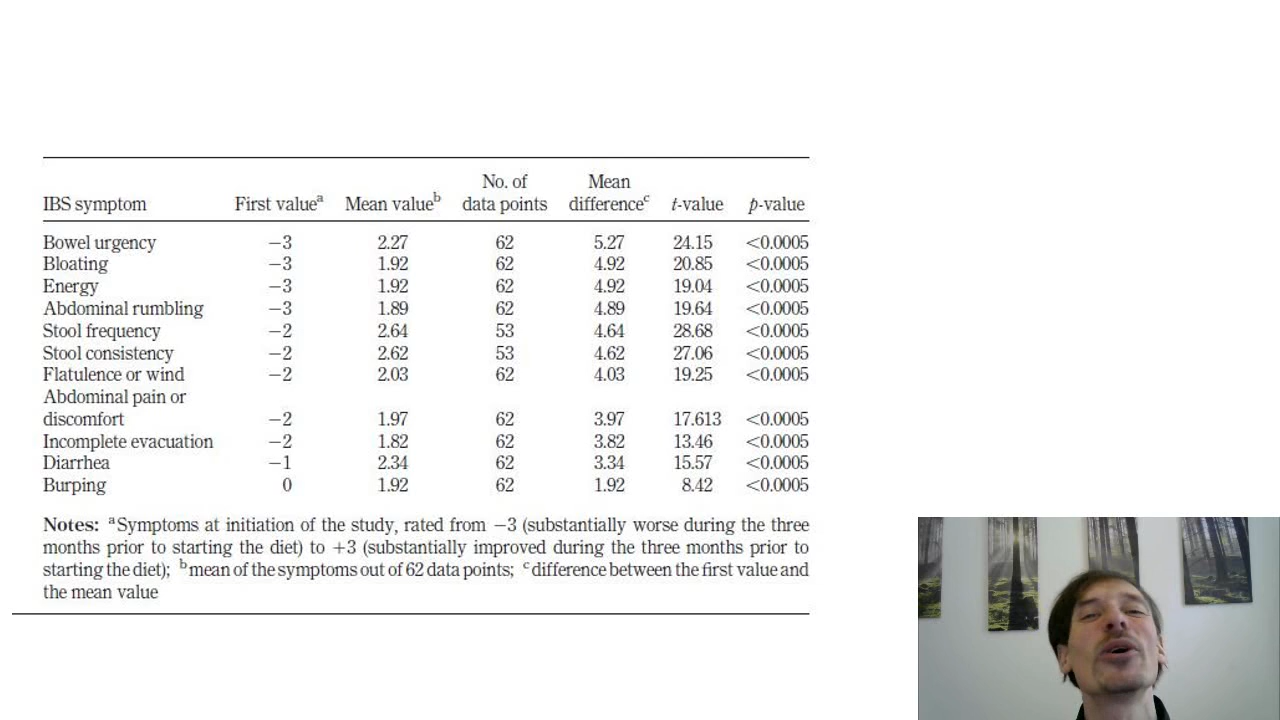 No. of Mean
IBS symptom First valueᵃ Mean valueᵇ data points differenceᶜ t-value p-value
Bowel urgency −3 2.27 62 5.27 24.15 <0.0005
Bloating −3 1.92 62 4.92 20.85 <0.0005
Energy −3 1.92 62 4.92 19.04 <0.0005
Abdominal rumbling −3 1.89 62 4.89 19.64 <0.0005
Stool frequency −2 2.64 53 4.64 28.68 <0.0005
Stool consistency −2 2.62 53 4.62 27.06 <0.0005
Flatulence or wind −2 2.03 62 4.03 19.25 <0.0005
Abdominal pain or
discomfort −2 1.97 62 3.97 17.613 <0.0005
Incomplete evacuation −2 1.82 62 3.82 13.46 <0.0005
Diarrhea −1 2.34 62 3.34 15.57 <0.0005
Burping 0 1.92 62 1.92 8.42 <0.0005
Notes: ᵃSymptoms at initiation of the study, rated from −3 (substantially worse during the three
months prior to starting the diet) to +3 (substantially improved during the three months prior to
starting the diet); ᵇmean of the symptoms out of 62 data points; ᶜdifference between the first value and
the mean value